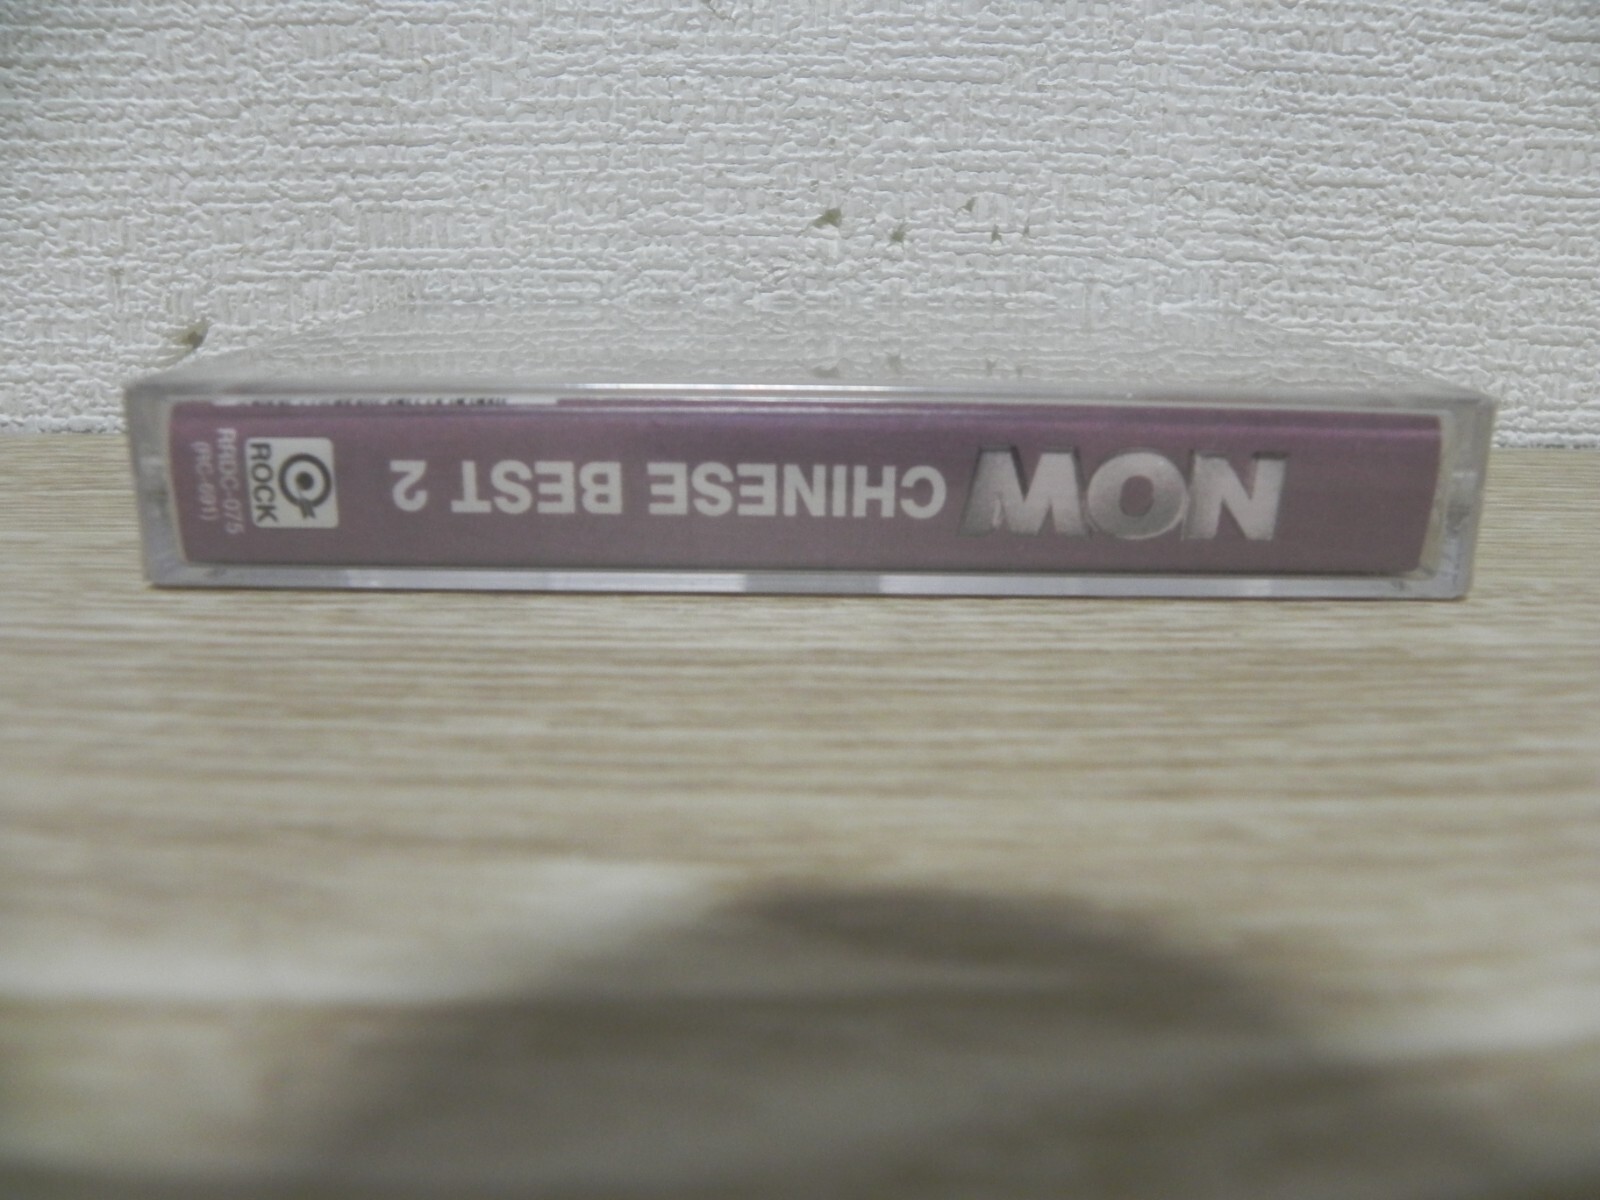 NOW CHINESE BEST 2
ROCK
RRDC-075
(RC-691)